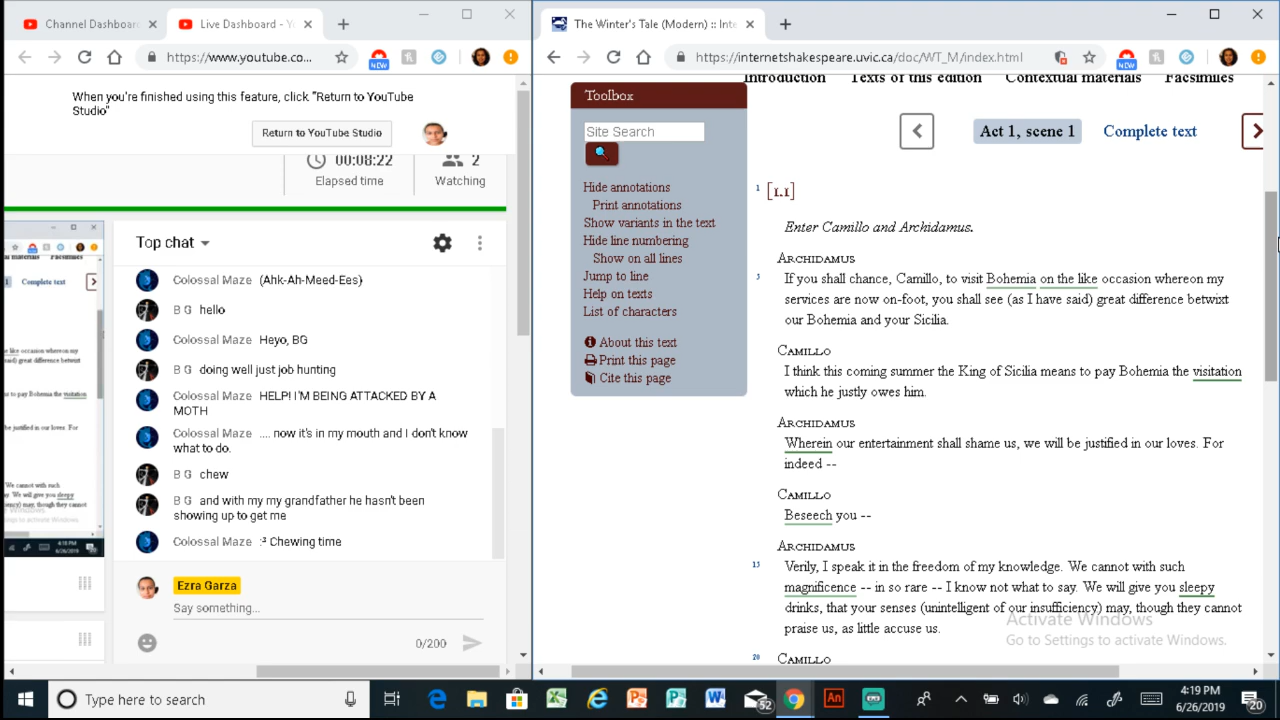 Channel Dashboard
Live Dashboard - Yo
The Winter's Tale (Modern) :: Inte
https://www.youtube.co...
NEW
https://internetshakespeare.uvic.ca/doc/WT_M/index.html
NEW
When you're finished using this feature, click "Return to YouTube
Studio"
Return to YouTube Studio
00:08:22
Elapsed time
2
Watching
Top chat
Colossal Maze (Ahk-Ah-Meed-Ees)
B G hello
Colossal Maze Heyo, BG
B G doing well just job hunting
Colossal Maze HELP! I'M BEING ATTACKED BY A
MOTH
Colossal Maze .... now it's in my mouth and I don't know
what to do.
B G chew
B G and with my my grandfather he hasn't been
showing up to get me
Colossal Maze :³ Chewing time
Ezra Garza
Say something...
0/200
Complete text
4:19 PM
6/26/2019
Introduction Texts of this edition Contextual materials Facsimiles
Toolbox
Site Search
Hide annotations
Print annotations
Show variants in the text
Hide line numbering
Show on all lines
Jump to line
Help on texts
List of characters
About this text
Print this page
Cite this page
Act 1, scene 1 Complete text
1 [1.1]
Enter Camillo and Archidamus.
Archidamus
3 If you shall chance, Camillo, to visit Bohemia on the like occasion whereon my
services are now on-foot, you shall see (as I have said) great difference betwixt
our Bohemia and your Sicilia.
Camillo
I think this coming summer the King of Sicilia means to pay Bohemia the visitation
which he justly owes him.
Archidamus
Wherein our entertainment shall shame us, we will be justified in our loves. For
indeed --
Camillo
Beseech you --
Archidamus
13 Verily, I speak it in the freedom of my knowledge. We cannot with such
magnificence -- in so rare -- I know not what to say. We will give you sleepy
drinks, that your senses (unintelligent of our insufficiency) may, though they cannot
praise us, as little accuse us.
20 Camillo
Activate Windows
Go to Settings to activate Windows.
Type here to search
52
An
4:19 PM
6/26/2019
20